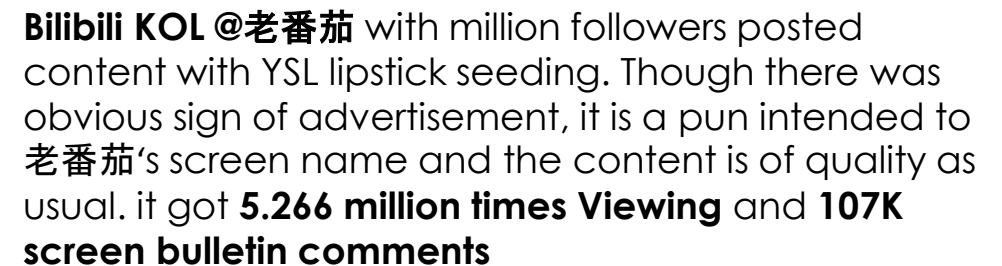 Bilibili KOL @老番茄 with million followers posted
content with YSL lipstick seeding. Though there was
obvious sign of advertisement, it is a pun intended to
老番茄‘s screen name and the content is of quality as
usual. it got 5.266 million times Viewing and 107K
screen bulletin comments